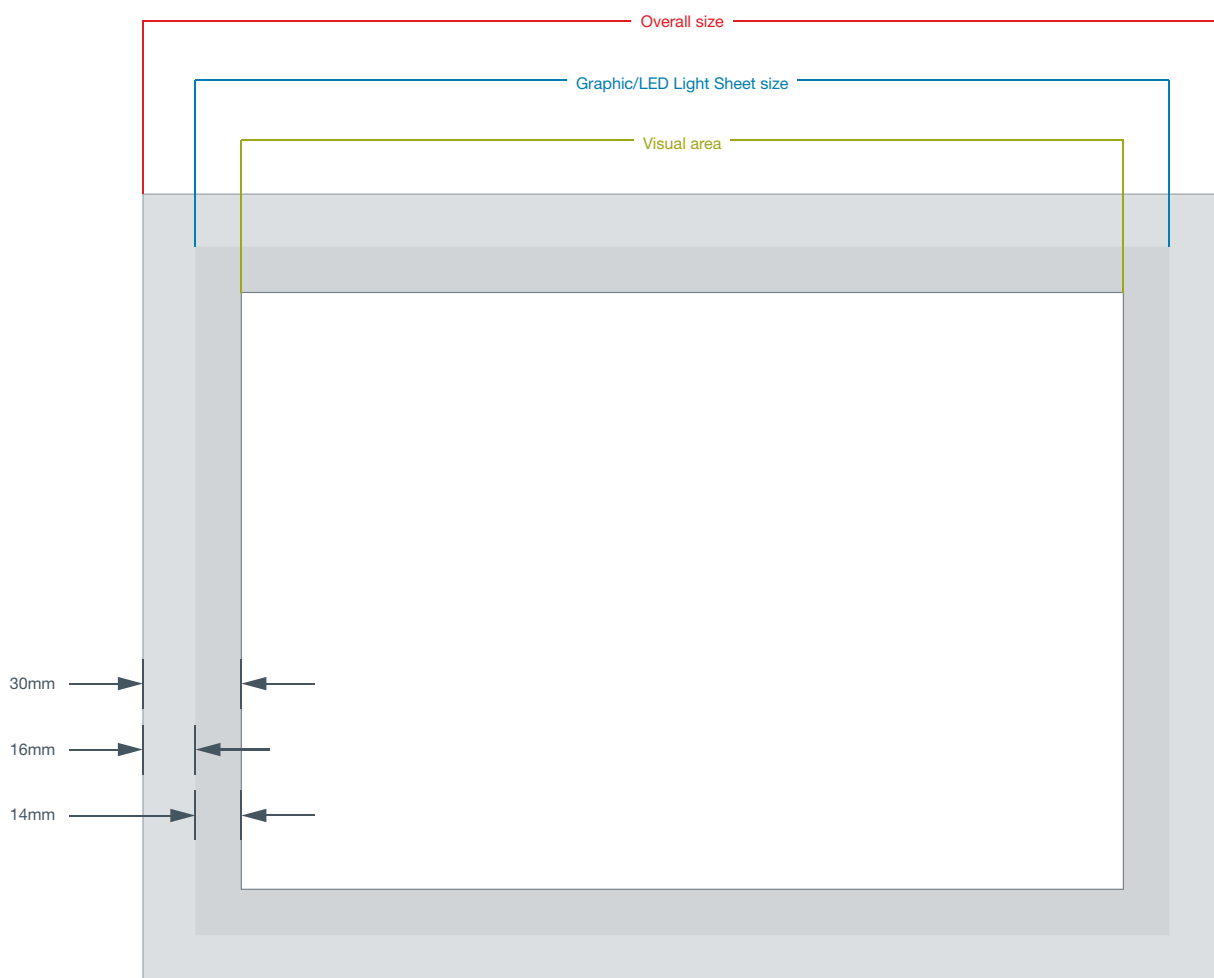 Overall size
Graphic/LED Light Sheet size
Visual area
30mm
16mm
14mm